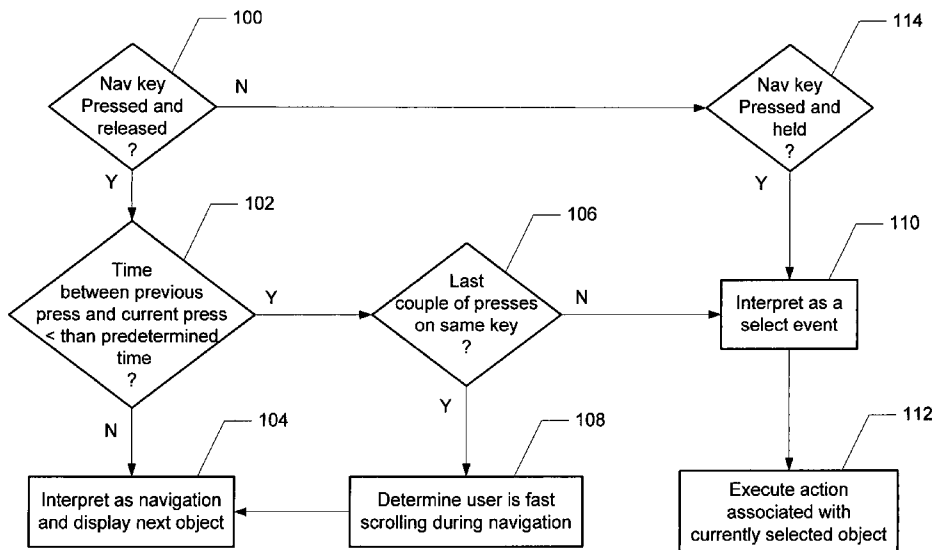 100
Nav key
Pressed and
released
?
N
Y
114
Nav key
Pressed and
held
?
Y
102
Time
between previous
press and current press
< than predetermined
time
?
Y
N
106
Last
couple of presses
on same key
?
N
Y
110
Interpret as a
select event
104
Interpret as navigation
and display next object
108
Determine user is fast
scrolling during navigation
112
Execute action
associated with
currently selected object